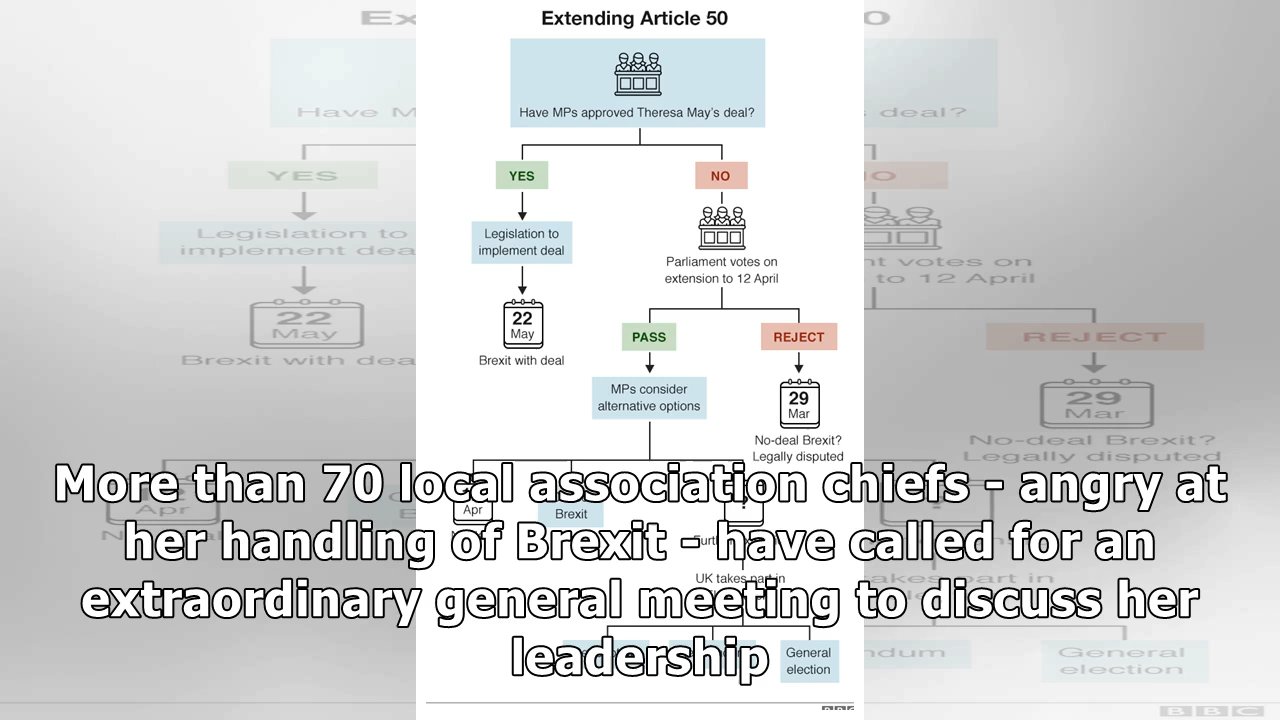 Extending Article 50
Have MPs approved Theresa May's deal?
YES
NO
Legislation to
implement deal
Parliament votes on
extension to 12 April
22
May
Brexit with deal
PASS
REJECT
MPs consider
alternative options
29
Mar
No-deal Brexit?
Legally disputed
Apr
Brexit
?
UK takes part in
General
election
More than 70 local association chiefs - angry at
her handling of Brexit - have called for an
extraordinary general meeting to discuss her
leadership
BBC